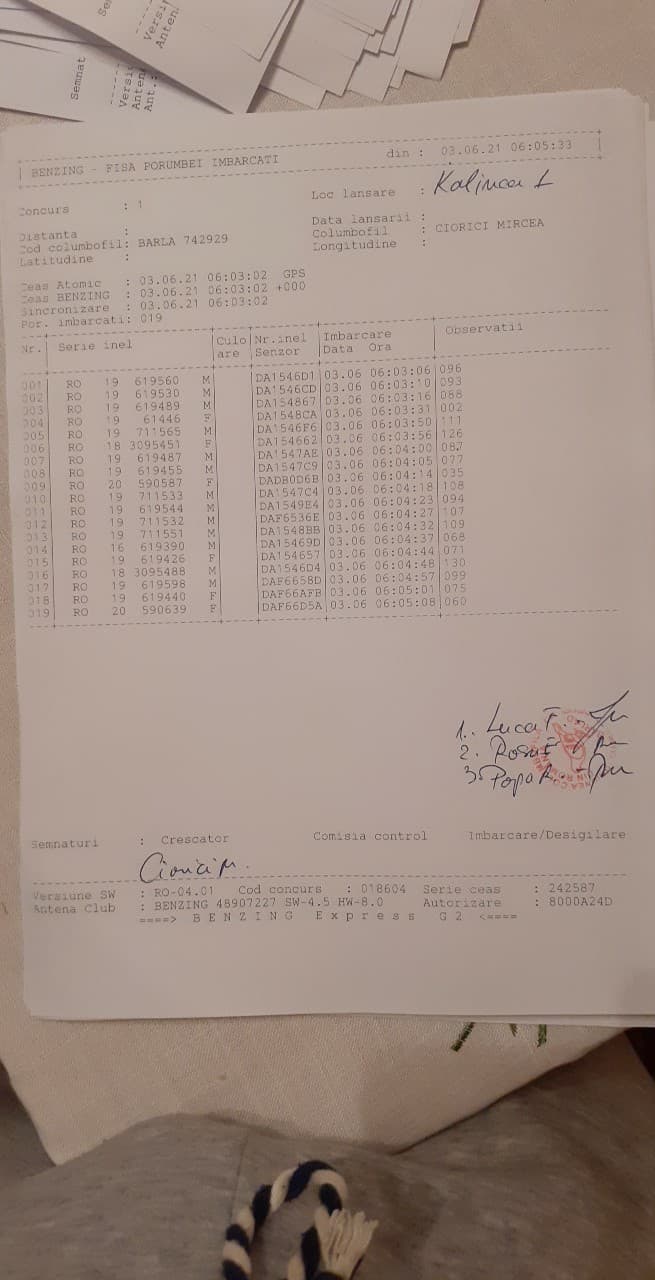 Semnat
Versi
Anten
Ant.:
Versi
Anten
BENZING - FISA PORUMBEI IMBARCATI din : 03.06.21 06:05:33
Concurs : 1 Loc lansare : Kalincea 1
Distanta : Data lansarii :
Cod columbofil: BARLA 742929 Columbofil : CIORICI MIRCEA
Latitudine : Longitudine :
Ceas Atomic : 03.06.21 06:03:02 GPS
Ceas BENZING : 03.06.21 06:03:02 +000
Sincronizare : 03.06.21 06:03:02
Por. imbarcati: 019
Nr. Serie inel Culo Nr.inel Imbarcare Observatii
are Senzor Data Ora
001 RO 19 619560 M DA1546D1 03.06 06:03:06 096
002 RO 19 619530 M DA1546CD 03.06 06:03:10 093
003 RO 19 619489 M DA154867 03.06 06:03:16 088
004 RO 19 61446 F DA1548CA 03.06 06:03:31 002
005 RO 19 711565 M DA1546F6 03.06 06:03:50 111
006 RO 18 3095451 F DA154662 03.06 06:03:56 126
007 RO 19 619487 M DA1547AE 03.06 06:04:00 087
008 RO 19 619455 M DA1547C9 03.06 06:04:05 077
009 RO 20 590587 F DADB0D6B 03.06 06:04:14 035
010 RO 19 711533 M DA1547C4 03.06 06:04:18 108
011 RO 19 619544 M DA1549E4 03.06 06:04:23 094
012 RO 19 711532 M DAF6536E 03.06 06:04:27 107
013 RO 19 711551 M DA1548BB 03.06 06:04:32 109
014 RO 16 619390 M DA15469D 03.06 06:04:37 068
015 RO 19 619426 F DA154657 03.06 06:04:44 071
016 RO 18 3095488 M DA1546D4 03.06 06:04:48 130
017 RO 19 619598 M DAF6658D 03.06 06:04:57 099
018 RO 19 619440 F DAF66AFB 03.06 06:05:01 075
019 RO 20 590639 F DAF66D5A 03.06 06:05:08 060
1. Luca F.
2. Rosu
3. Popa R.
Semnaturi : Crescator Comisia control Imbarcare/Desigilare
Ciorici M.
Versiune SW : RO-04.01 Cod concurs : 018604 Serie ceas : 242587
Antena Club : BENZING 48907227 SW-4.5 HW-8.0 Autorizare : 8000A24D
====> B E N Z I N G E x p r e s s G 2 <====